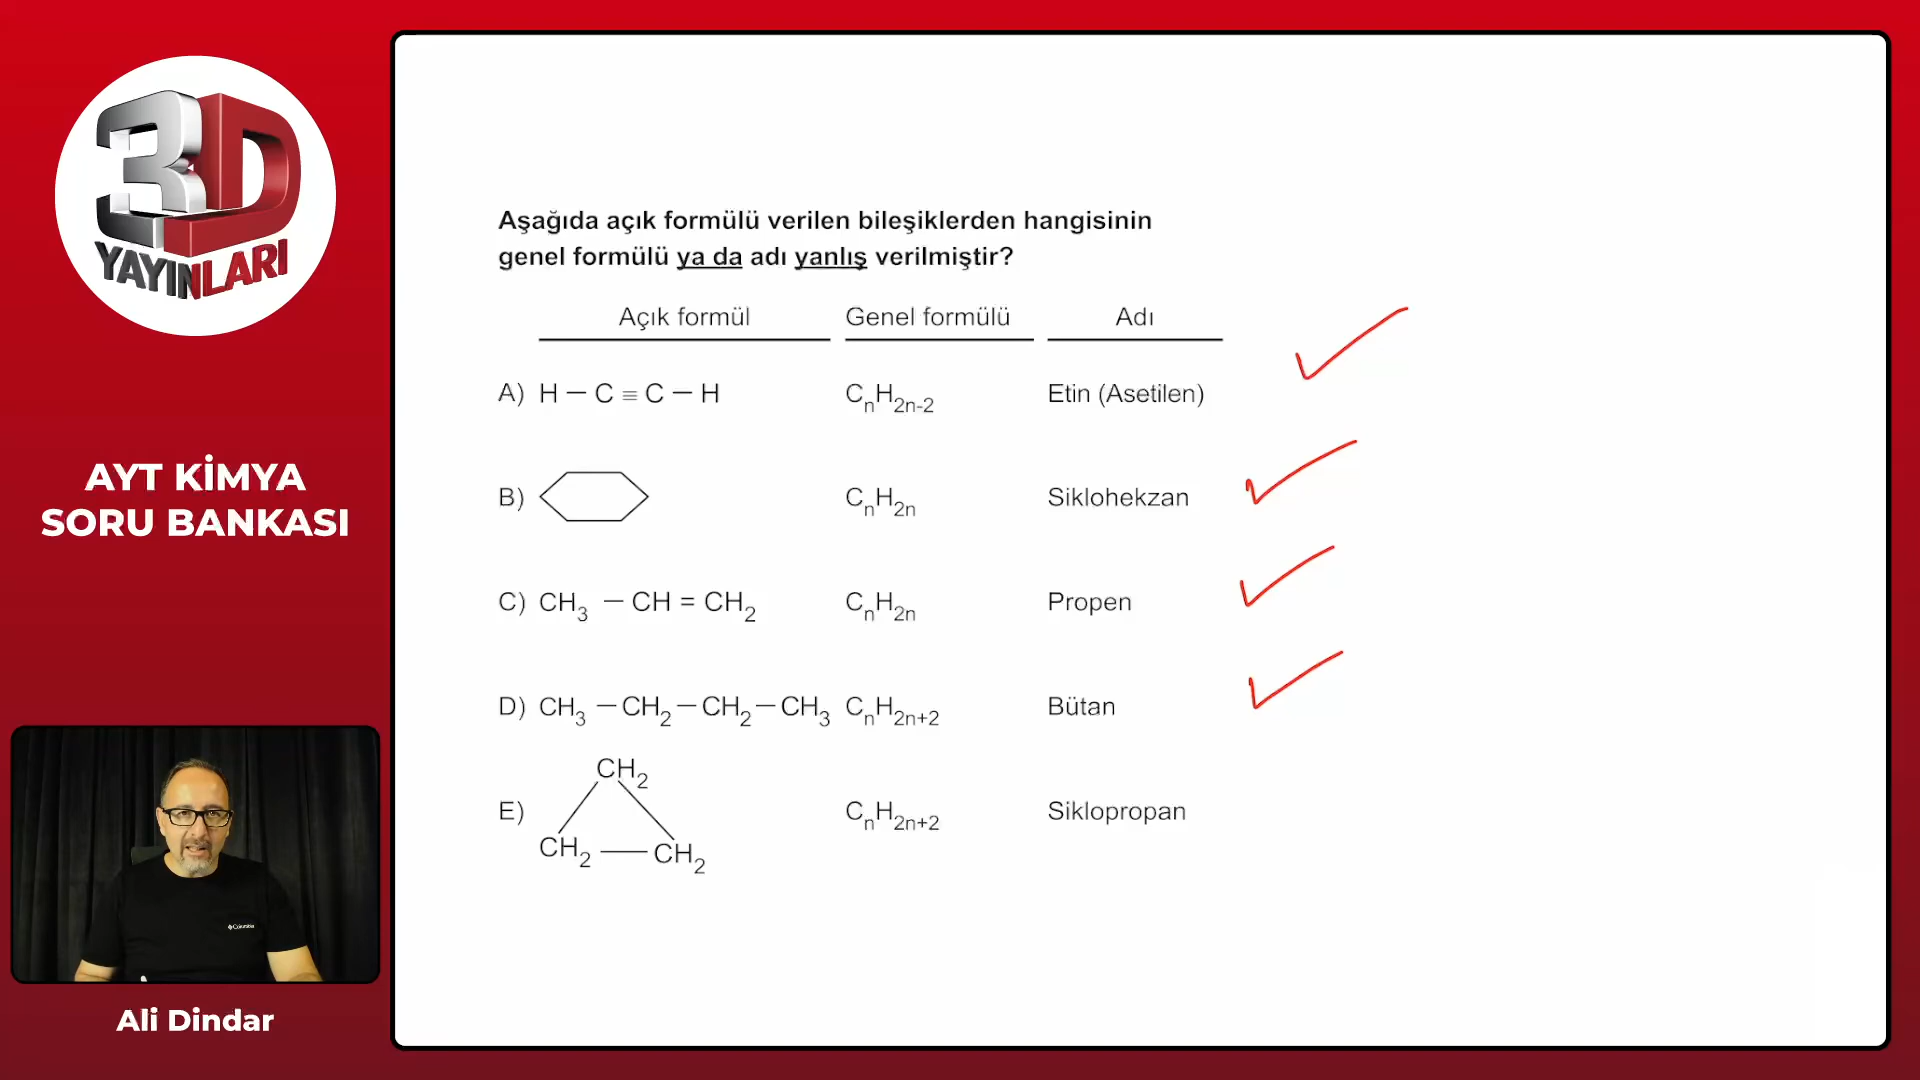 3D
YAYINLARI
AYT KİMYA
SORU BANKASI
Ali Dindar
Columbia
Aşağıda açık formülü verilen bileşiklerden hangisinin
genel formülü ya da adı yanlış verilmiştir?
Açık formül Genel formülü Adı
A) H — C ≡ C — H CₙH₂ₙ₋₂ Etin (Asetilen)
B) CₙH₂ₙ Siklohekzan
C) CH₃ — CH = CH₂ CₙH₂ₙ Propen
D) CH₃ — CH₂ — CH₂ — CH₃ CₙH₂ₙ₊₂ Bütan
CH₂
E) CₙH₂ₙ₊₂ Siklopropan
CH₂ — CH₂